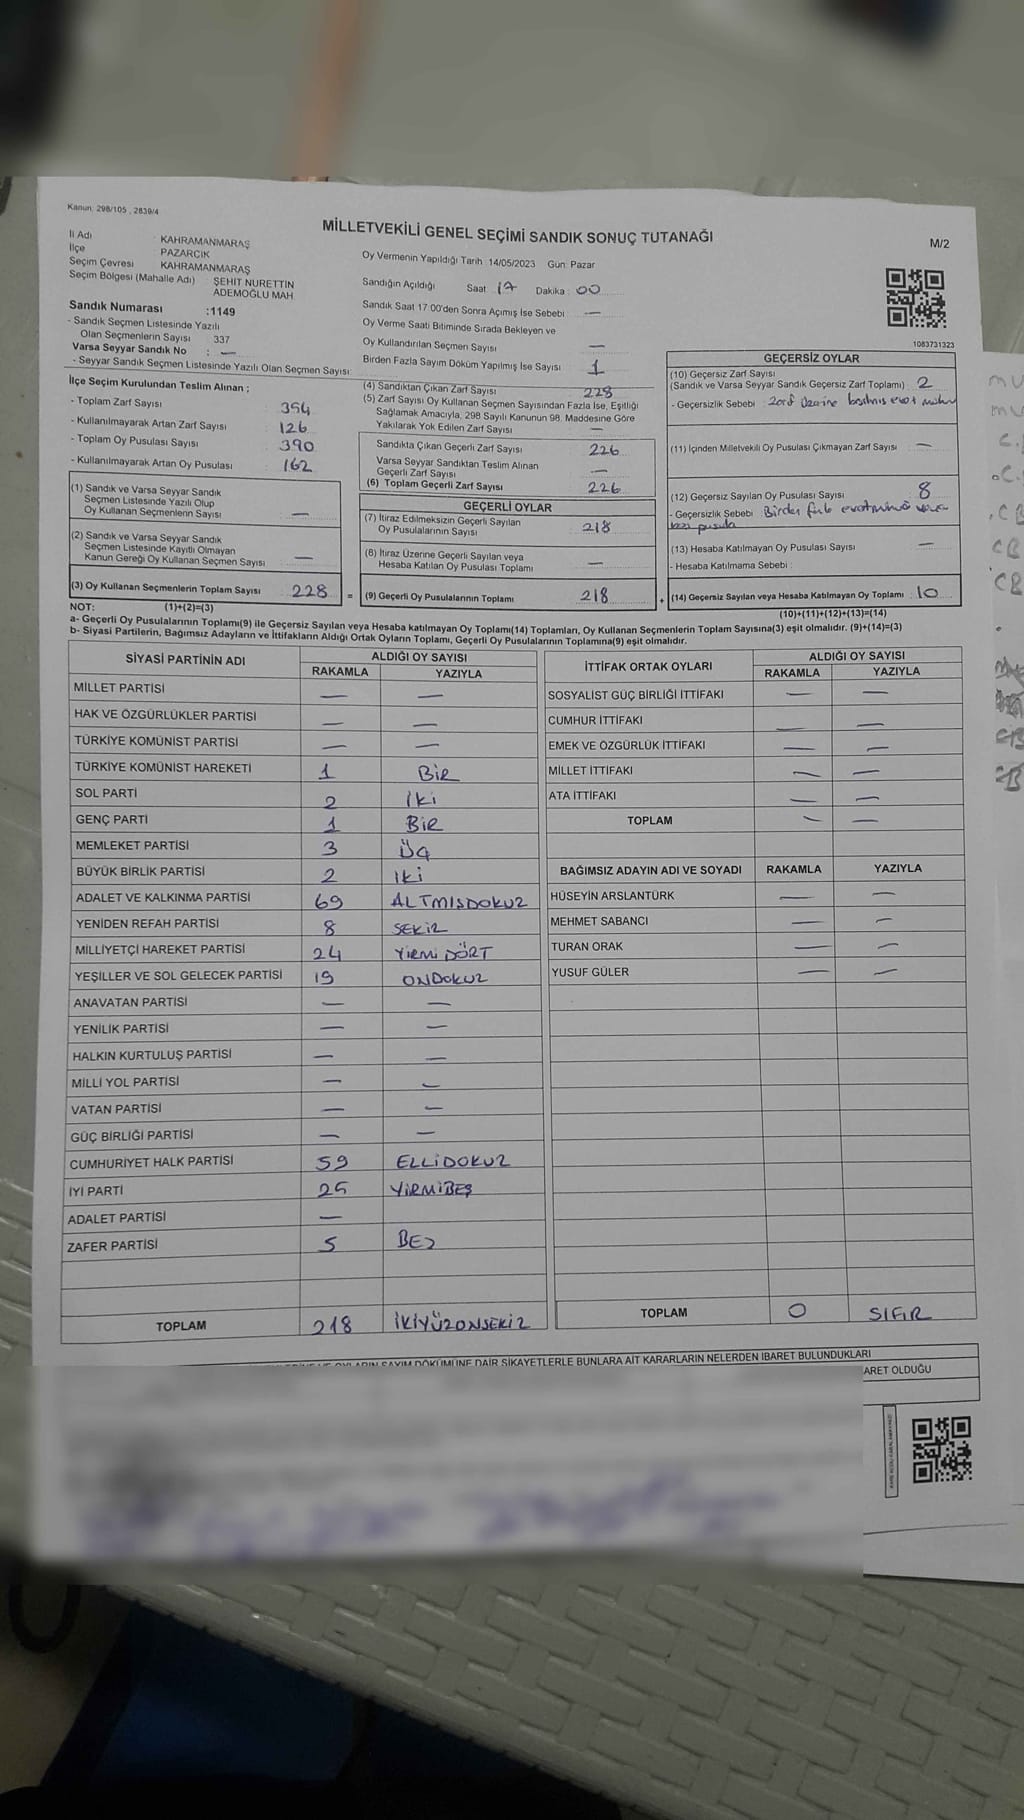 Kanun: 298/105 , 2839/4
MİLLETVEKİLİ GENEL SEÇİMİ SANDIK SONUÇ TUTANAĞI
M/2
İl Adı : KAHRAMANMARAŞ
İlçe PAZARCIK
Seçim Çevresi KAHRAMANMARAŞ
Seçim Bölgesi (Mahalle Adı) ŞEHİT NURETTİN
ADEMOĞLU MAH
Sandık Numarası :1149
- Sandık Seçmen Listesinde Yazılı
Olan Seçmenlerin Sayısı 337
Varsa Seyyar Sandık No : —
- Seyyar Sandık Seçmen Listesinde Yazılı Olan Seçmen Sayısı:
Oy Vermenin Yapıldığı Tarih :14/05/2023 Gün: Pazar
Sandığın Açıldığı Saat: 17 Dakika: 00
Sandık Saat 17:00'den Sonra Açımış İse Sebebi —
Oy Verme Saati Bitiminde Sırada Bekleyen ve
Oy Kullandırılan Seçmen Sayısı —
Birden Fazla Sayım Döküm Yapılmış İse Sayısı 1
1083731323
İlçe Seçim Kurulundan Teslim Alınan ;
- Toplam Zarf Sayısı 354
- Kullanılmayarak Artan Zarf Sayısı 126
- Toplam Oy Pusulası Sayısı 390
- Kullanılmayarak Artan Oy Pusulası 162
(1) Sandık ve Varsa Seyyar Sandık
Seçmen Listesinde Yazılı Olup
Oy Kullanan Seçmenlerin Sayısı —
(2) Sandık ve Varsa Seyyar Sandık
Seçmen Listesinde Kayıtlı Olmayan
Kanun Gereği Oy Kullanan Seçmen Sayısı —
(3) Oy Kullanan Seçmenlerin Toplam Sayısı 228 =
(4) Sandıktan Çıkan Zarf Sayısı 228
(5) Zarf Sayısı Oy Kullanan Seçmen Sayısından Fazla İse, Eşitliği
Sağlamak Amacıyla, 298 Sayılı Kanunun 98. Maddesine Göre
Yakılarak Yok Edilen Zarf Sayısı —
Sandıkta Çıkan Geçerli Zarf Sayısı 226
Varsa Seyyar Sandıktan Teslim Alınan
Geçerli Zarf Sayısı —
(6) Toplam Geçerli Zarf Sayısı 226
GEÇERLİ OYLAR
(7) İtiraz Edilmeksizin Geçerli Sayılan
Oy Pusulalarının Sayısı 218
(8) İtiraz Üzerine Geçerli Sayılan veya
Hesaba Katılan Oy Pusulası Toplamı —
(9) Geçerli Oy Pusulalarının Toplamı 218 +
GEÇERSİZ OYLAR
(10) Geçersiz Zarf Sayısı
(Sandık ve Varsa Seyyar Sandık Geçersiz Zarf Toplamı) : 2
- Geçersizlik Sebebi : Zarf üzerine basılmış evet mührü
(11) İçinden Milletvekili Oy Pusulası Çıkmayan Zarf Sayısı —
(12) Geçersiz Sayılan Oy Pusulası Sayısı 8
- Geçersizlik Sebebi
(13) Hesaba Katılmayan Oy Pusulası Sayısı —
- Hesaba Katılmama Sebebi :
(14) Geçersiz Sayılan veya Hesaba Katılmayan Oy Toplamı : 10
NOT: (1)+(2)=(3)
(10)+(11)+(12)+(13)=(14)
a- Geçerli Oy Pusulalarının Toplamı(9) ile Geçersiz Sayılan veya Hesaba Katılmayan Oy Toplamı(14) Toplamları, Oy Kullanan Seçmenlerin Toplam Sayısına(3) eşit olmalıdır. (9)+(14)=(3)
b- Siyasi Partilerin, Bağımsız Adayların ve İttifakların Aldığı Ortak Oyların Toplamı, Geçerli Oy Pusulalarının Toplamına(9) eşit olmalıdır.
SİYASİ PARTİNİN ADI ALDIĞI OY SAYISI
RAKAMLA YAZIYLA
MİLLET PARTİSİ — —
HAK VE ÖZGÜRLÜKLER PARTİSİ — —
TÜRKİYE KOMÜNİST PARTİSİ — —
TÜRKİYE KOMÜNİST HAREKETİ 1 BİR
SOL PARTİ 2 İki
GENÇ PARTİ 1 BİR
MEMLEKET PARTİSİ 3 ÜÇ
BÜYÜK BİRLİK PARTİSİ 2 İki
ADALET VE KALKINMA PARTİSİ 69 ALTMIŞDOKUZ
YENİDEN REFAH PARTİSİ 8 SEKİZ
MİLLİYETÇİ HAREKET PARTİSİ 24 YİRMİ DÖRT
YEŞİLLER VE SOL GELECEK PARTİSİ 19 ONDOKUZ
ANAVATAN PARTİSİ — —
YENİLİK PARTİSİ — —
HALKIN KURTULUŞ PARTİSİ — —
MİLLİ YOL PARTİSİ — —
VATAN PARTİSİ — —
GÜÇ BİRLİĞİ PARTİSİ — —
CUMHURİYET HALK PARTİSİ 59 ELLİDOKUZ
İYİ PARTİ 25 YİRMİBEŞ
ADALET PARTİSİ —
ZAFER PARTİSİ 5 BEŞ
TOPLAM 218 İKİYÜZONSEKİZ
İTTİFAK ORTAK OYLARI ALDIĞI OY SAYISI
RAKAMLA YAZIYLA
SOSYALİST GÜÇ BİRLİĞİ İTTİFAKI — —
CUMHUR İTTİFAKI — —
EMEK VE ÖZGÜRLÜK İTTİFAKI — —
MİLLET İTTİFAKI — —
ATA İTTİFAKI — —
TOPLAM — —
BAĞIMSIZ ADAYIN ADI VE SOYADI RAKAMLA YAZIYLA
HÜSEYİN ARSLANTÜRK — —
MEHMET SABANCI — —
TURAN ORAK — —
YUSUF GÜLER — —
TOPLAM 0 SIFIR
OYLARIN SAYIM DÖKÜMÜNE DAİR ŞİKAYETLERLE BUNLARA AİT KARARLARIN NELERDEN İBARET BULUNDUKLARI
ARET OLDUĞU